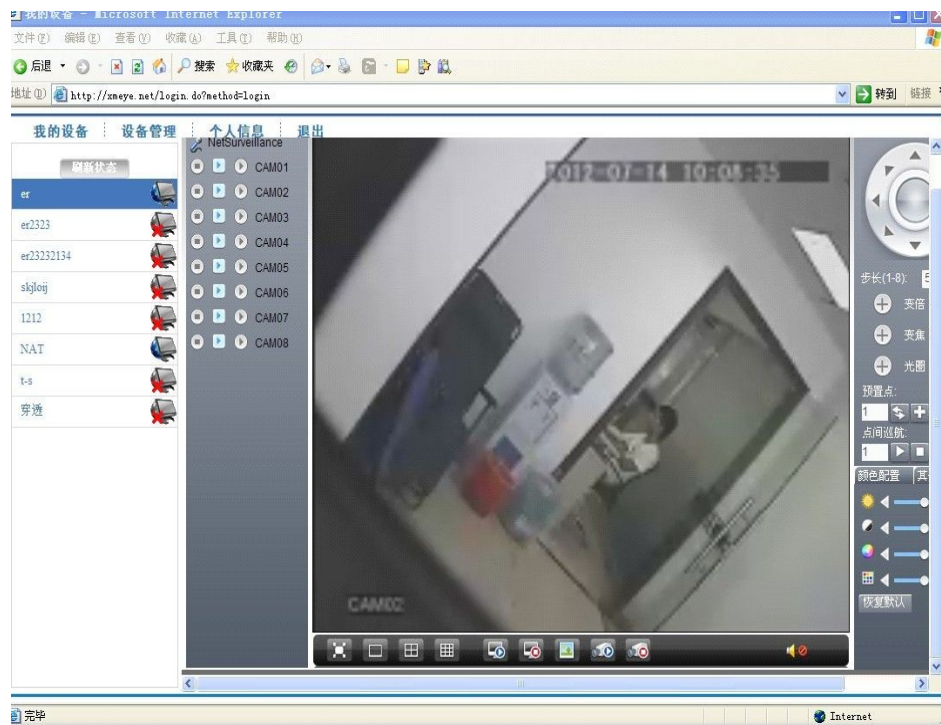 我的设备 - Microsoft Internet Explorer
文件(F) 编辑(E) 查看(V) 收藏(A) 工具(T) 帮助(H)
后退 搜索 收藏夹
地址(D) http://xmeye.net/login.do?method=login 转到 链接
我的设备 设备管理 个人信息 退出
刷新状态
er
er2323
er23232134
skjloij
1212
NAT
t-s
穿透
NetSurveillance
CAM01
CAM02
CAM03
CAM04
CAM05
CAM06
CAM07
CAM08
2012-07-14 10:08:35
CAM02
步长(1-8): 5
变倍
变焦
光圈
预置点:
1
点间巡航:
1
颜色配置 其
恢复默认
完毕 Internet